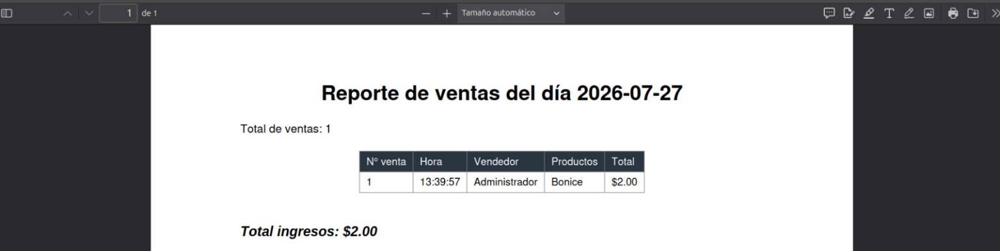 1 de 1 Tamaño automático
Reporte de ventas del día 2026-07-27
Total de ventas: 1
Nº venta Hora Vendedor Productos Total
1 13:39:57 Administrador Bonice $2.00
Total ingresos: $2.00